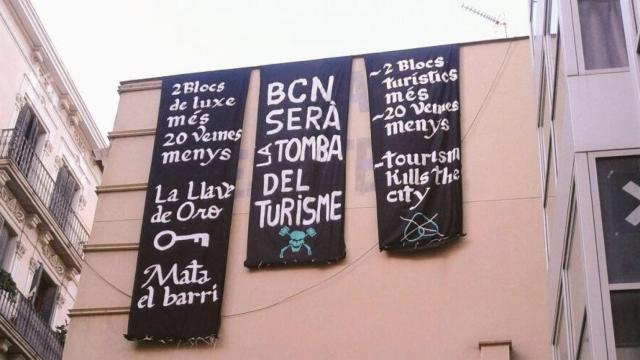 2 Blocs
de luxe
més
20 Veïnes
menys
La Llave
de Oro
Mata
el barri
BCN
SERÀ
LA TOMBA
DEL
TURISME
- 2 Blocs
turístics
més
- 20 Veïnes
menys
- tourism
Kills the
city